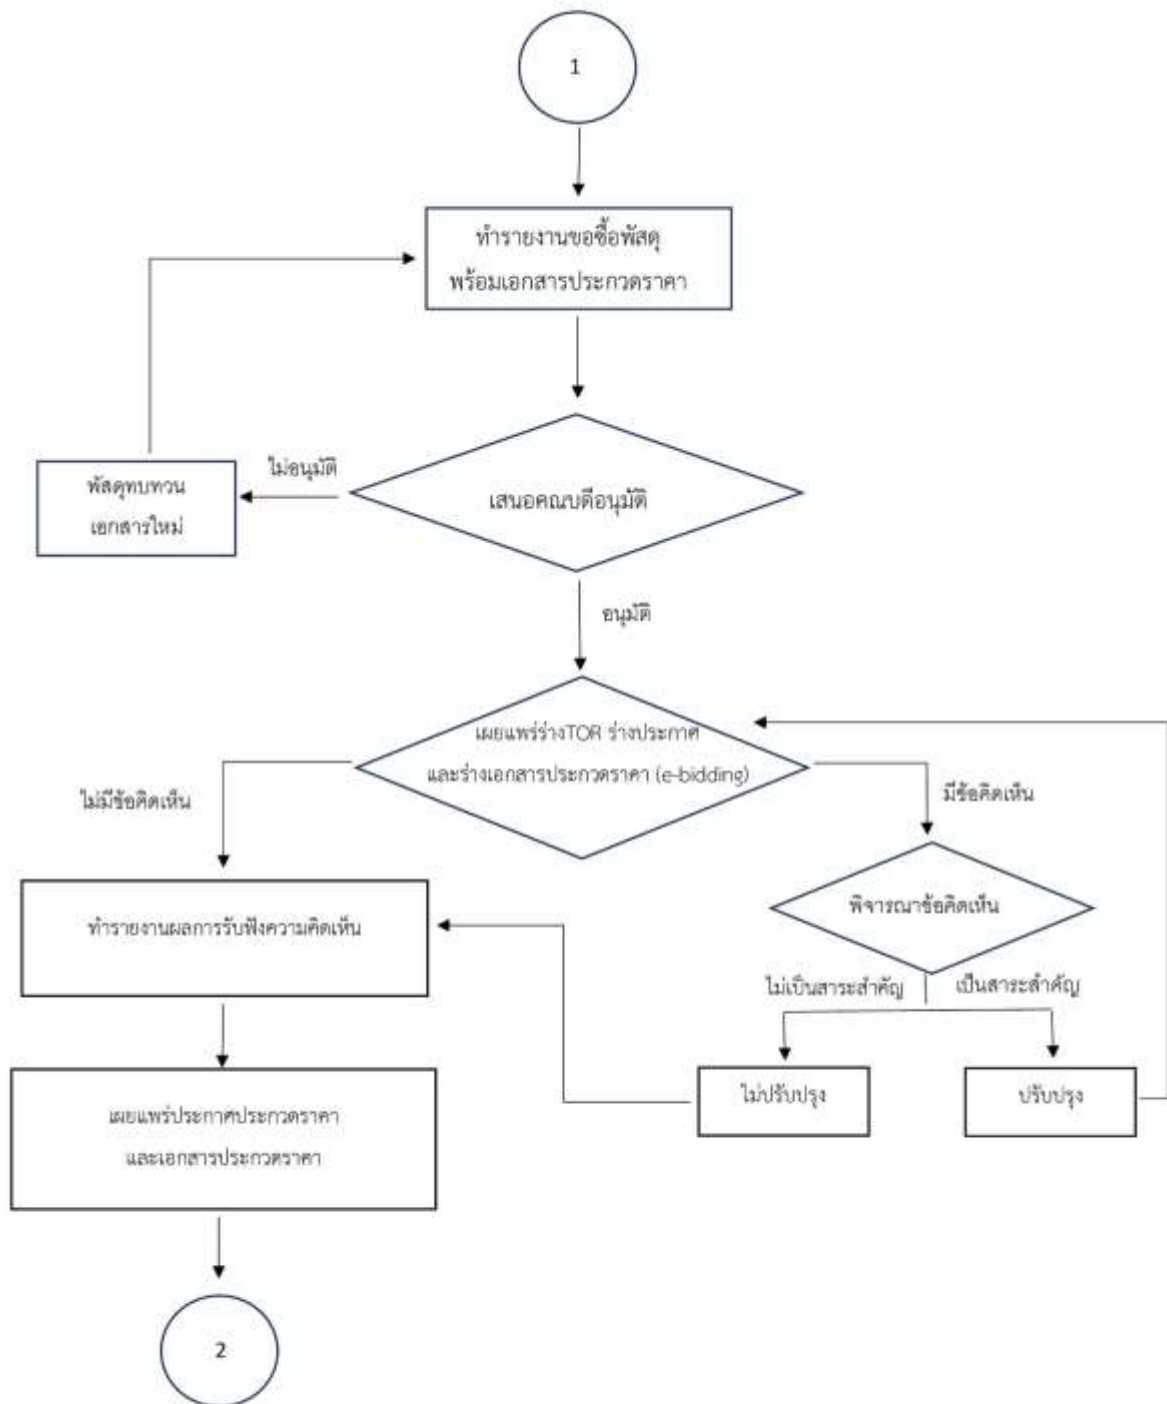 1
ทำรายงานขอซื้อพัสดุ
พร้อมเอกสารประกวดราคา
ไม่อนุมัติ
พัสดุทบทวน
เอกสารใหม่
เสนอคณบดีอนุมัติ
อนุมัติ
เผยแพร่ร่างTOR ร่างประกาศ
และร่างเอกสารประกวดราคา (e-bidding)
ไม่มีข้อคิดเห็น
มีข้อคิดเห็น
ทำรายงานผลการรับฟังความคิดเห็น
พิจารณาข้อคิดเห็น
ไม่เป็นสาระสำคัญ
เป็นสาระสำคัญ
ไม่ปรับปรุง
ปรับปรุง
เผยแพร่ประกาศประกวดราคา
และเอกสารประกวดราคา
2